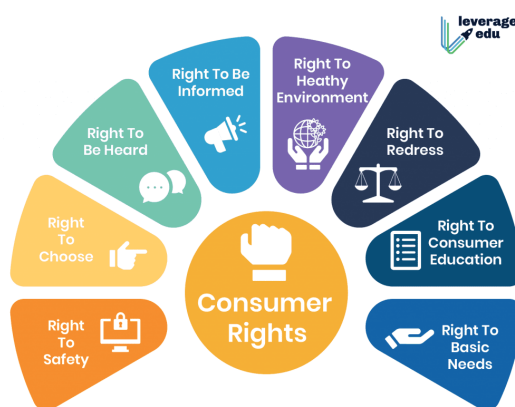 leverage
edu
Right To Be
Informed
Right To
Heathy
Environment
Right To
Be Heard
Right To
Redress
Right
To
Choose
Right To
Consumer
Education
Consumer
Rights
Right
To
Safety
Right To
Basic
Needs